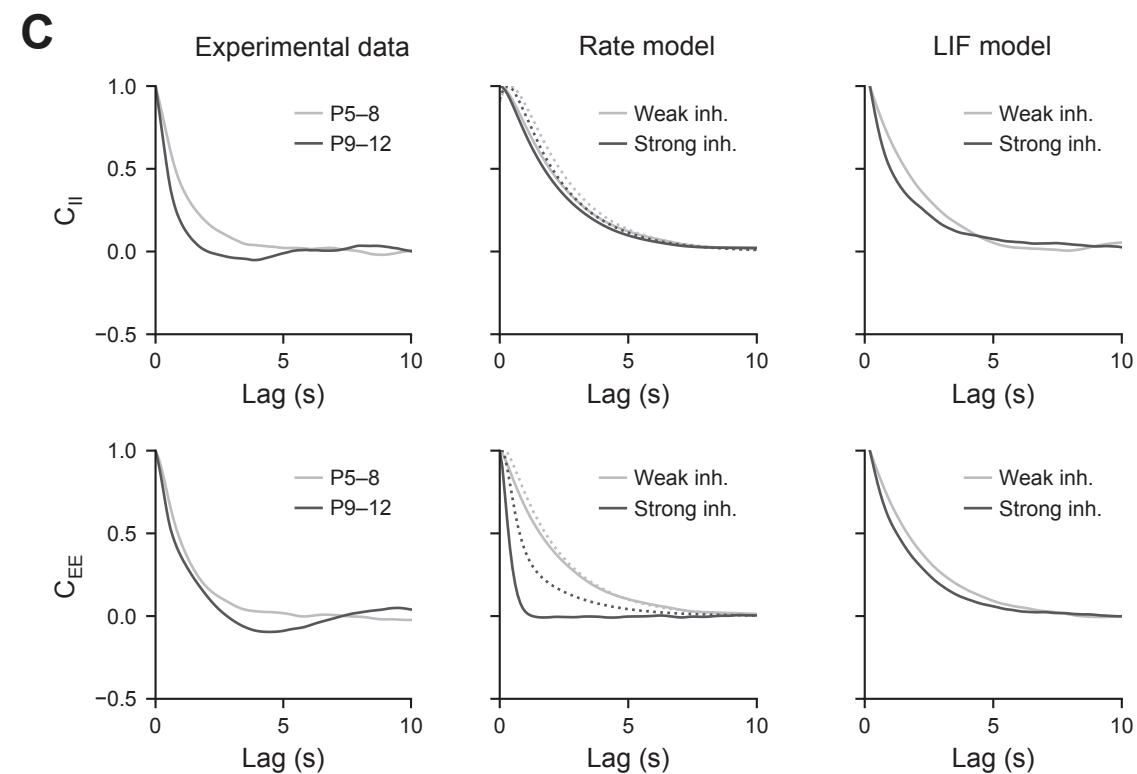 C
Experimental data
Rate model
LIF model
C_II
1.0
0.5
0.0
−0.5
P5–8
P9–12
0
5
10
Lag (s)
Weak inh.
Strong inh.
0
5
10
Lag (s)
Weak inh.
Strong inh.
0
5
10
Lag (s)
C_EE
1.0
0.5
0.0
−0.5
P5–8
P9–12
0
5
10
Lag (s)
Weak inh.
Strong inh.
0
5
10
Lag (s)
Weak inh.
Strong inh.
0
5
10
Lag (s)